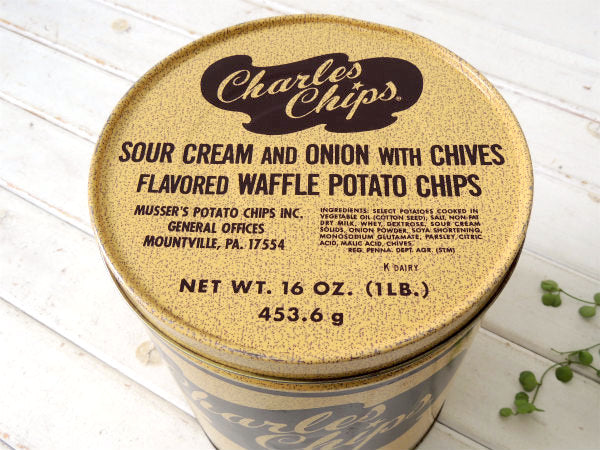 Charles
Chips®
SOUR CREAM AND ONION WITH CHIVES
FLAVORED WAFFLE POTATO CHIPS
MUSSER'S POTATO CHIPS INC.
GENERAL OFFICES
MOUNTVILLE, PA. 17554
INGREDIENTS: SELECT POTATOES COOKED IN
VEGETABLE OIL (COTTON SEED), SALT, NON-FAT
DRY MILK, WHEY, DEXTROSE, SOUR CREAM
SOLIDS, ONION POWDER, SOYA SHORTENING,
MONOSODIUM GLUTAMATE, PARSLEY, CITRIC
ACID, MALIC ACID, CHIVES.
REG. PENNA. DEPT. AGR. (STM)
K DAIRY
NET WT. 16 OZ. (1LB.)
453.6 g
Charles
Chips